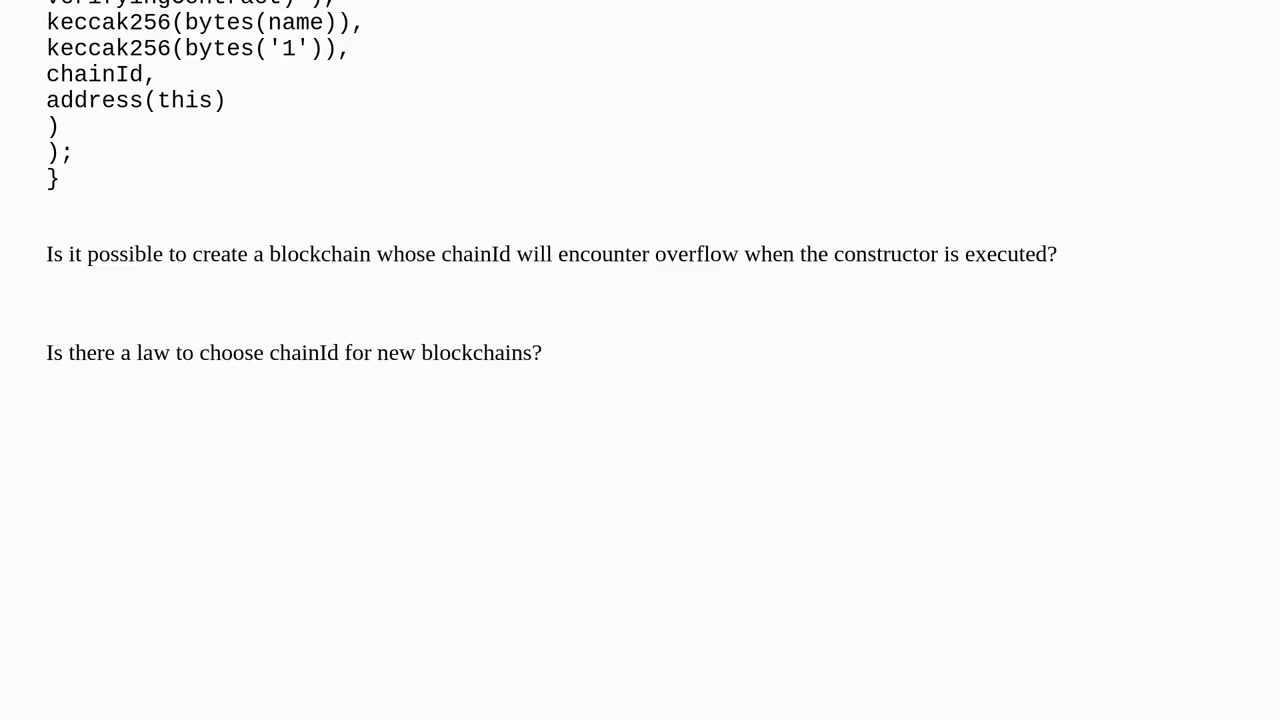 keccak256(bytes(name)),
keccak256(bytes('1')),
chainId,
address(this)
)
);
}
Is it possible to create a blockchain whose chainId will encounter overflow when the constructor is executed?
Is there a law to choose chainId for new blockchains?